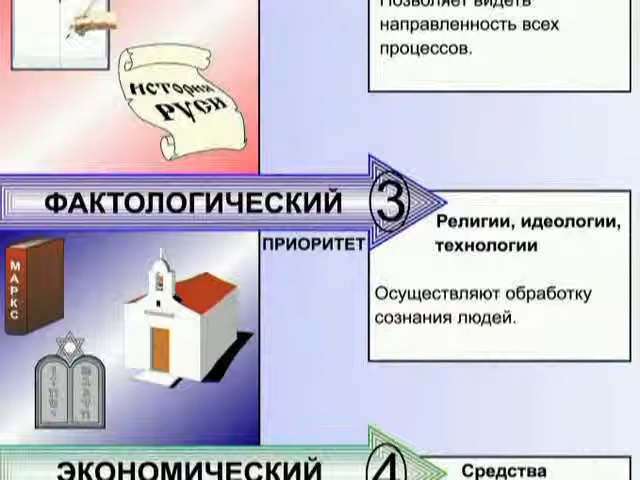 Позволяет видеть
направленность всех
процессов.
ИСТОРИЯ
РУСИ
ФАКТОЛОГИЧЕСКИЙ 3
ПРИОРИТЕТ
Религии, идеологии,
технологии
Осуществляют обработку
сознания людей.
МАРКС
ЭКОНОМИЧЕСКИЙ 4
Средства